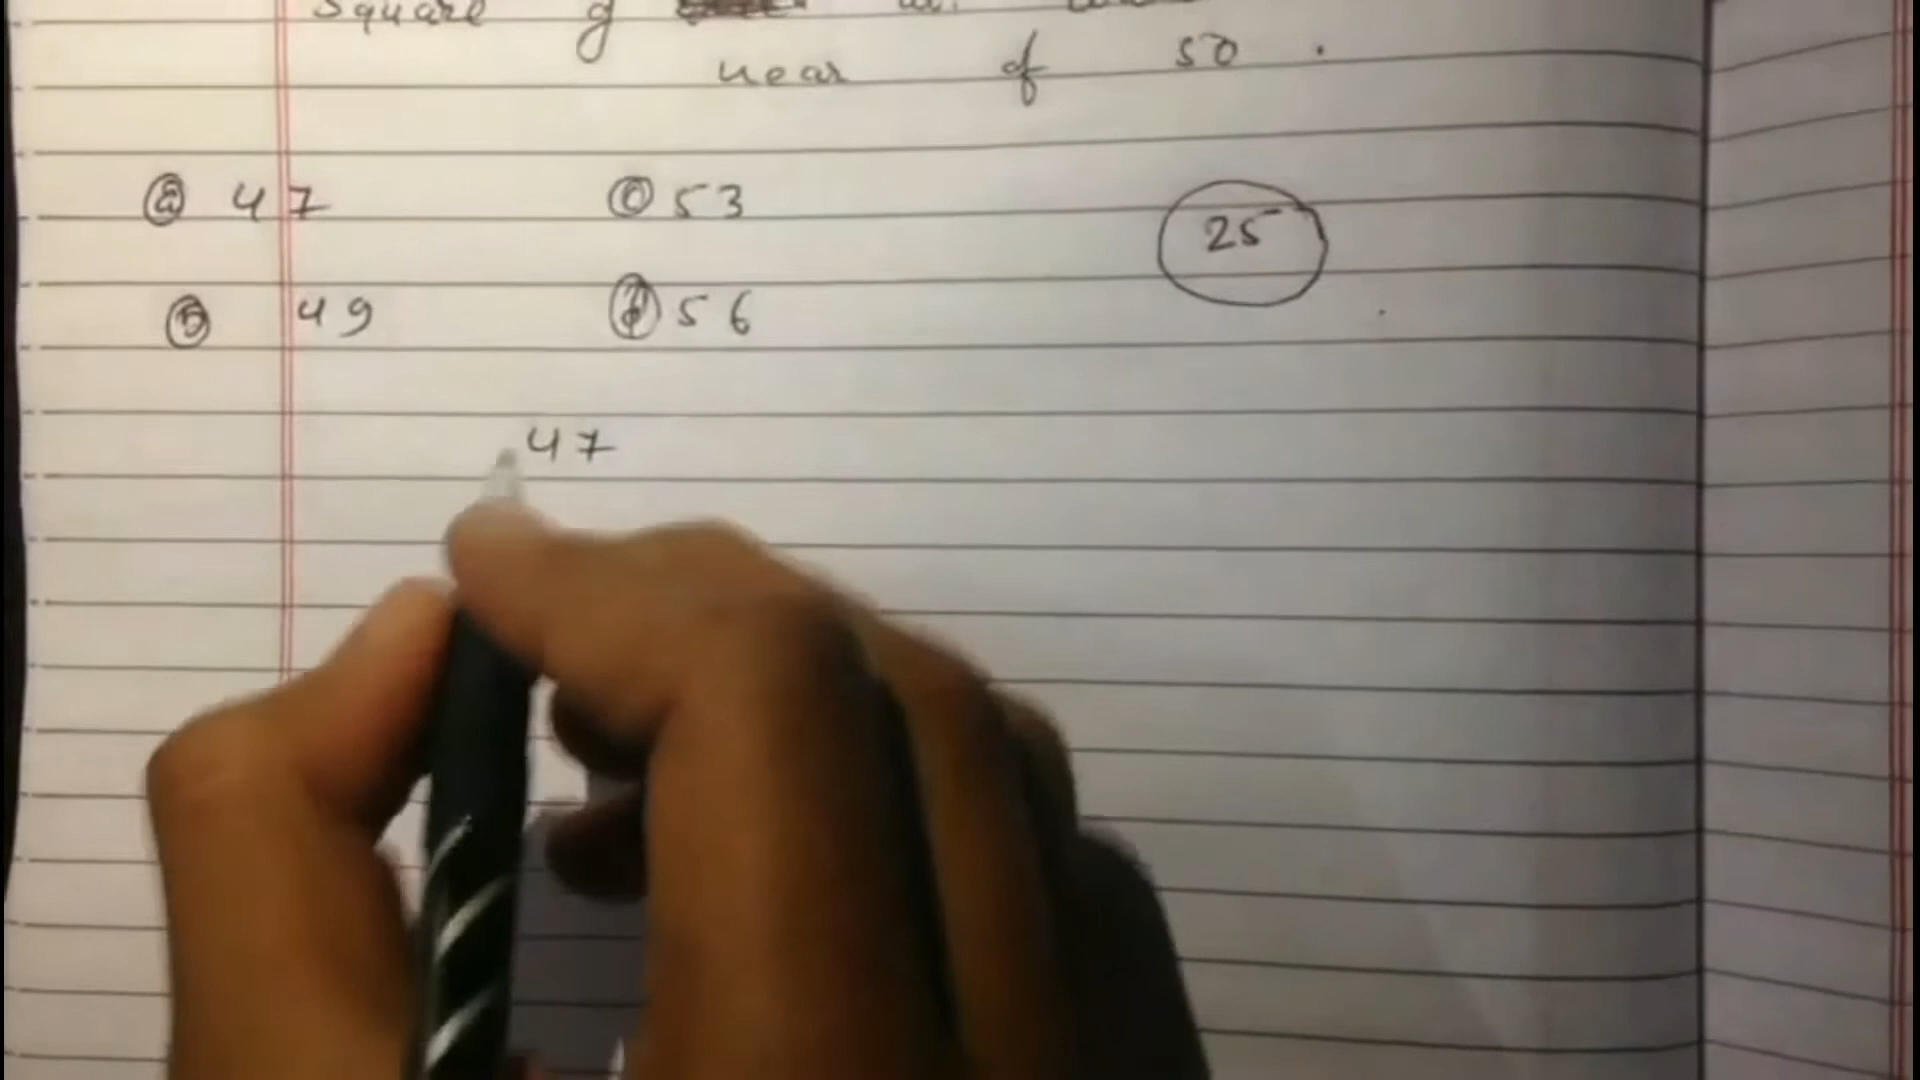 Square of
near of 50 .
(a) 47 (c) 53
25
(b) 49 (d) 56
47